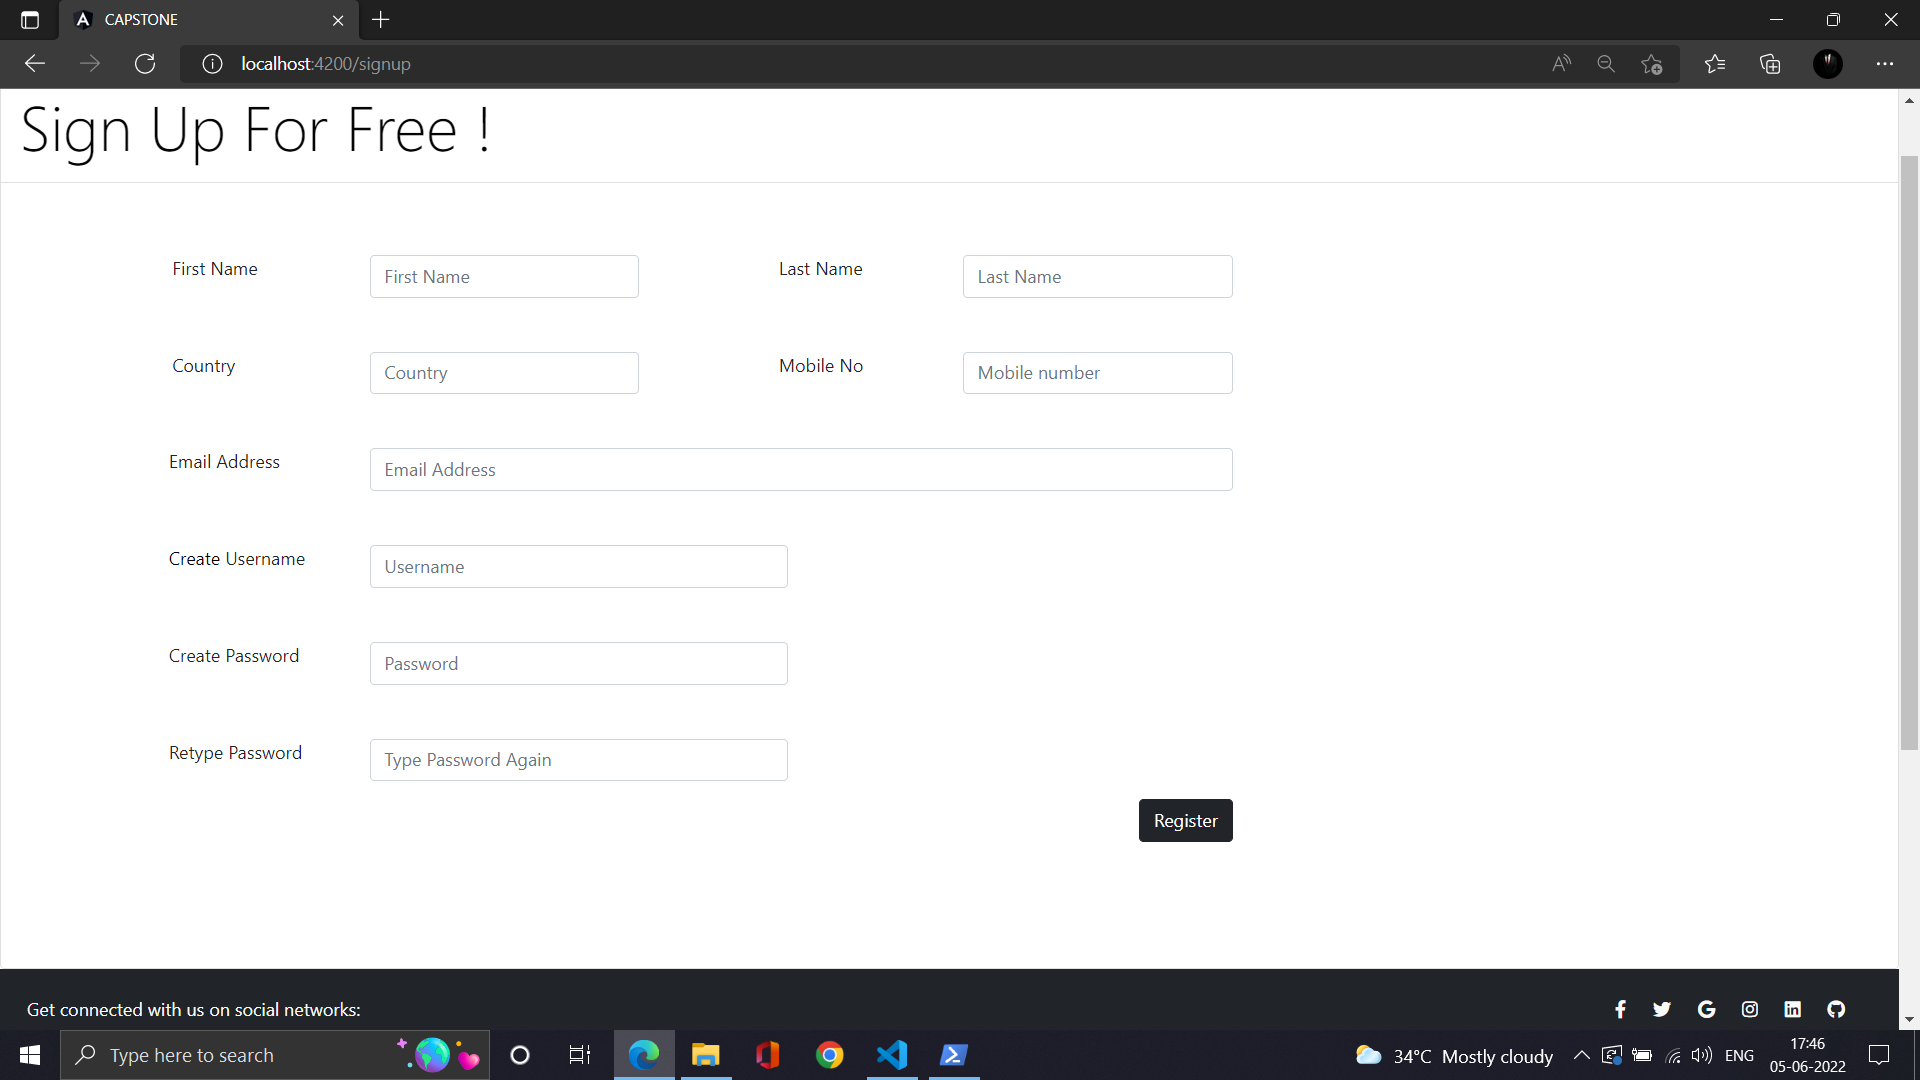 CAPSTONE
localhost:4200/signup
Sign Up For Free !
First Name First Name Last Name Last Name
Country Country Mobile No Mobile number
Email Address Email Address
Create Username Username
Create Password Password
Retype Password Type Password Again
Register
Get connected with us on social networks:
Type here to search 34°C Mostly cloudy ENG 17:46
05-06-2022